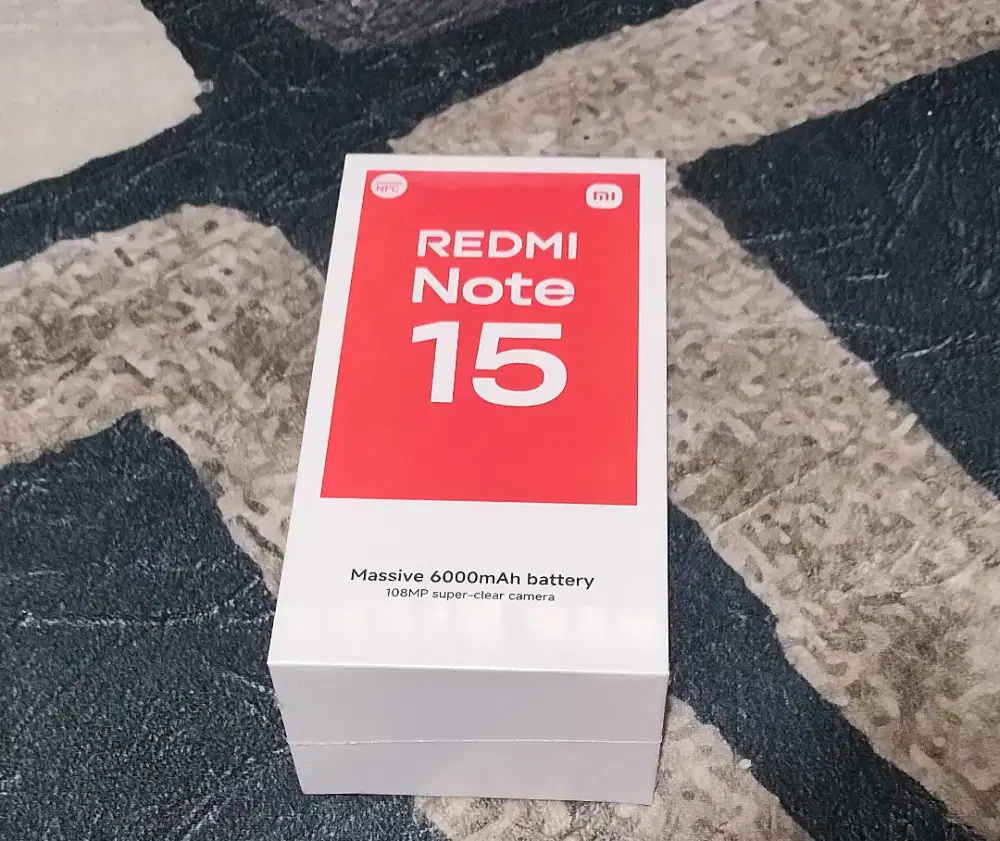 NFC
mi
REDMI
Note
15
Massive 6000mAh battery
108MP super-clear camera